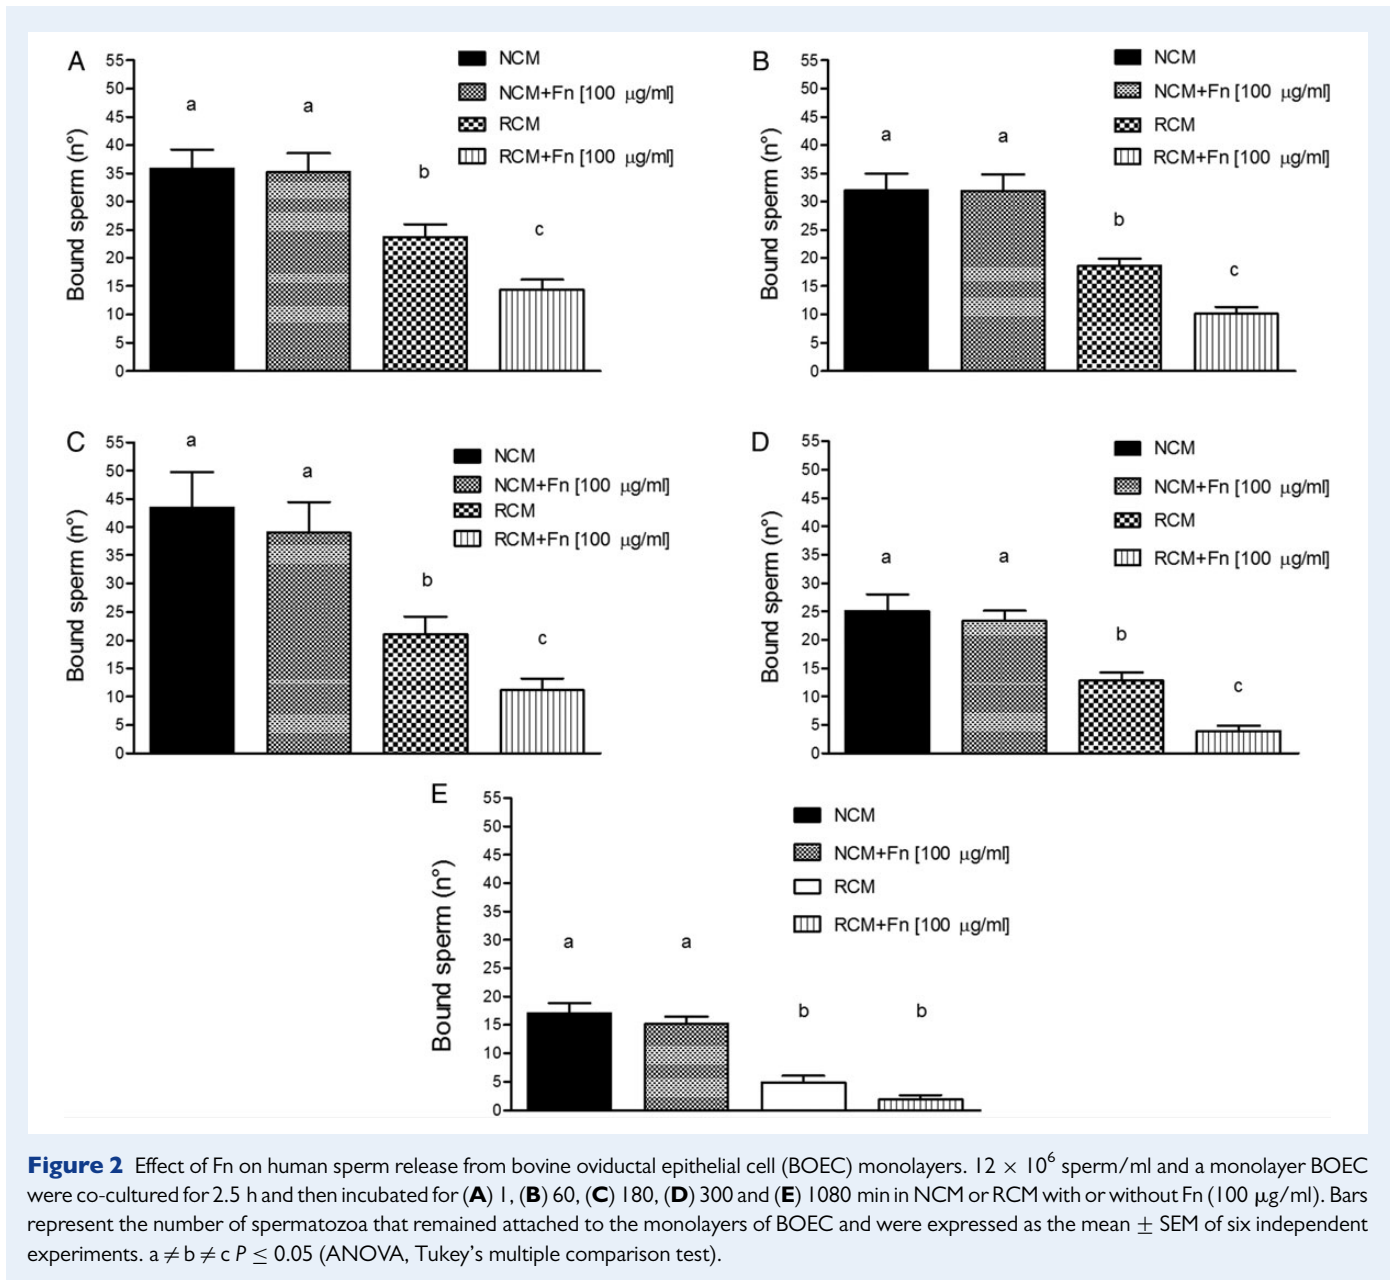 A
55
50
45
40
35
30
25
20
15
10
5
0
Bound sperm (n°)
a
a
b
c
NCM
NCM+Fn [100 μg/ml]
RCM
RCM+Fn [100 μg/ml]
B
55
50
45
40
35
30
25
20
15
10
5
0
Bound sperm (n°)
a
a
b
c
NCM
NCM+Fn [100 μg/ml]
RCM
RCM+Fn [100 μg/ml]
C
55
50
45
40
35
30
25
20
15
10
5
0
Bound sperm (n°)
a
a
b
c
NCM
NCM+Fn [100 μg/ml]
RCM
RCM+Fn [100 μg/ml]
D
55
50
45
40
35
30
25
20
15
10
5
0
Bound sperm (n°)
a
a
b
c
NCM
NCM+Fn [100 μg/ml]
RCM
RCM+Fn [100 μg/ml]
E
55
50
45
40
35
30
25
20
15
10
5
0
Bound sperm (n°)
a
a
b
b
NCM
NCM+Fn [100 μg/ml]
RCM
RCM+Fn [100 μg/ml]
Figure 2 Effect of Fn on human sperm release from bovine oviductal epithelial cell (BOEC) monolayers. 12 × 10⁶ sperm/ml and a monolayer BOEC
were co-cultured for 2.5 h and then incubated for (A) 1, (B) 60, (C) 180, (D) 300 and (E) 1080 min in NCM or RCM with or without Fn (100 μg/ml). Bars
represent the number of spermatozoa that remained attached to the monolayers of BOEC and were expressed as the mean ± SEM of six independent
experiments. a ≠ b ≠ c P ≤ 0.05 (ANOVA, Tukey's multiple comparison test).